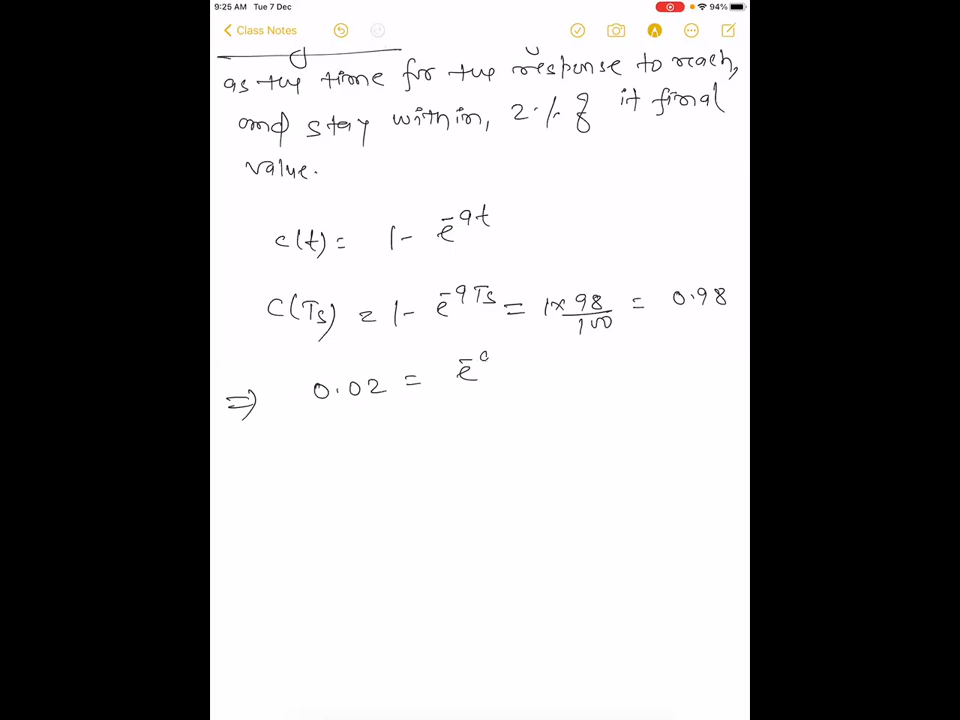 9:25 AM Tue 7 Dec 94%
Class Notes
as the time for the response to reach,
and stay within, 2% of it final
value.
c(t) = 1 - e^-at
C(Ts) = 1 - e^-aTs = 1 x 98/100 = 0.98
⇒ 0.02 = e^-